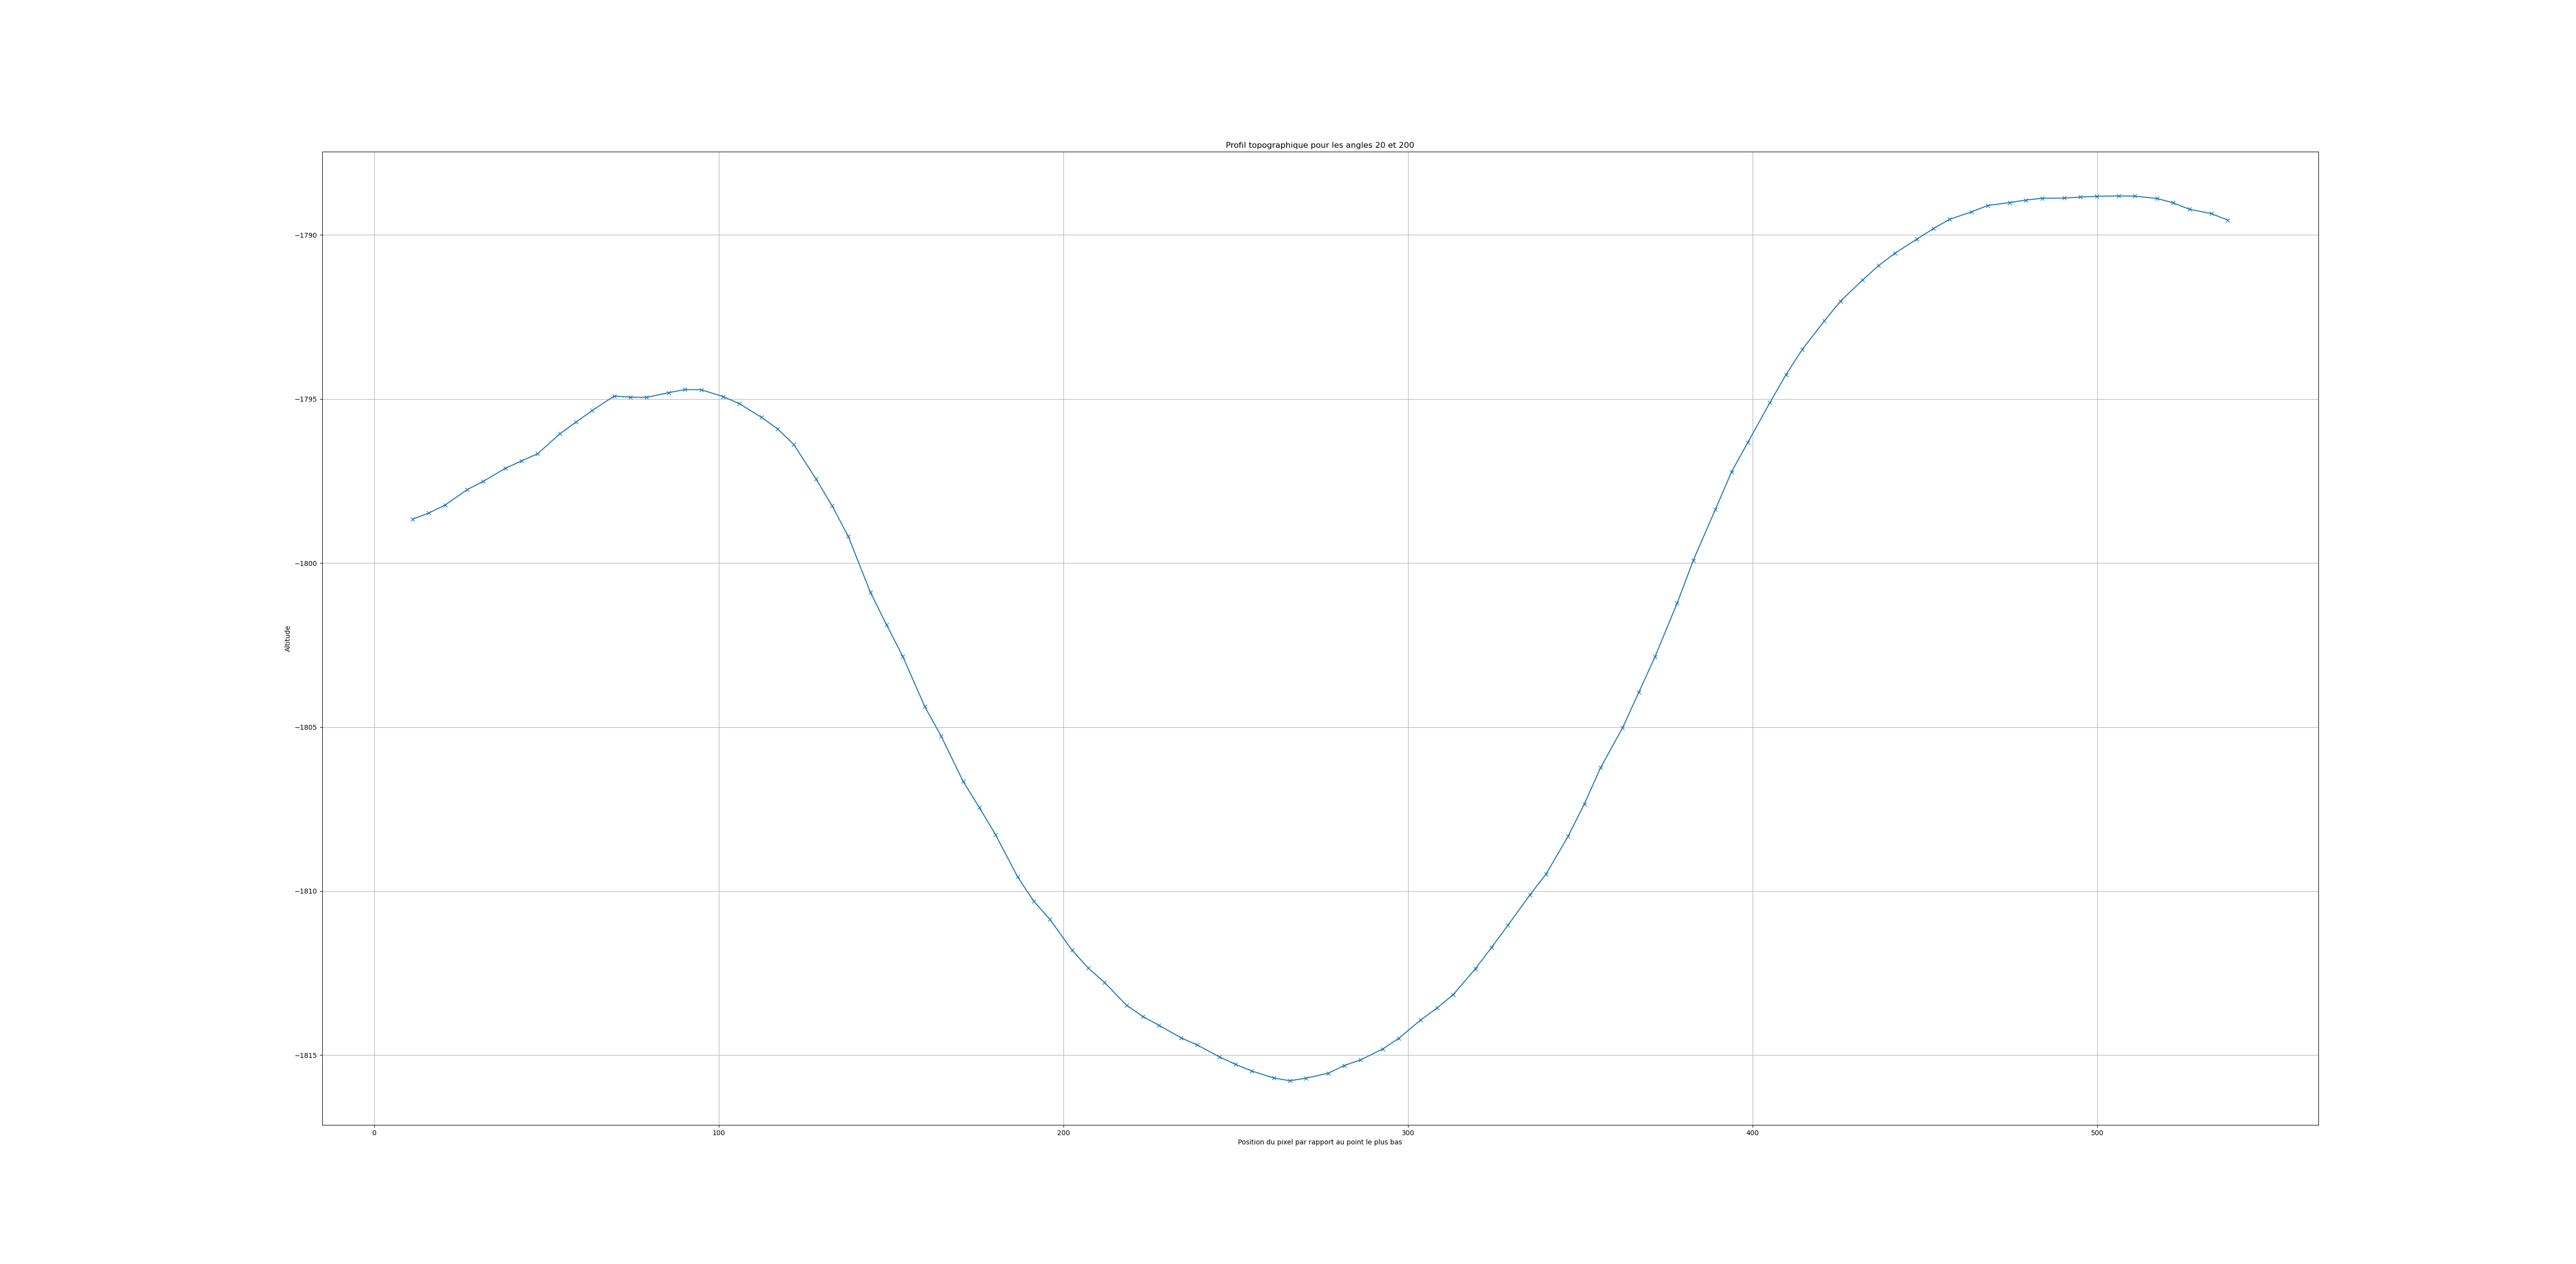 Profil topographique pour les angles 20 et 200
−1790
−1795
−1800
Altitude
−1805
−1810
−1815
0 100 200 300 400 500
Position du pixel par rapport au point le plus bas